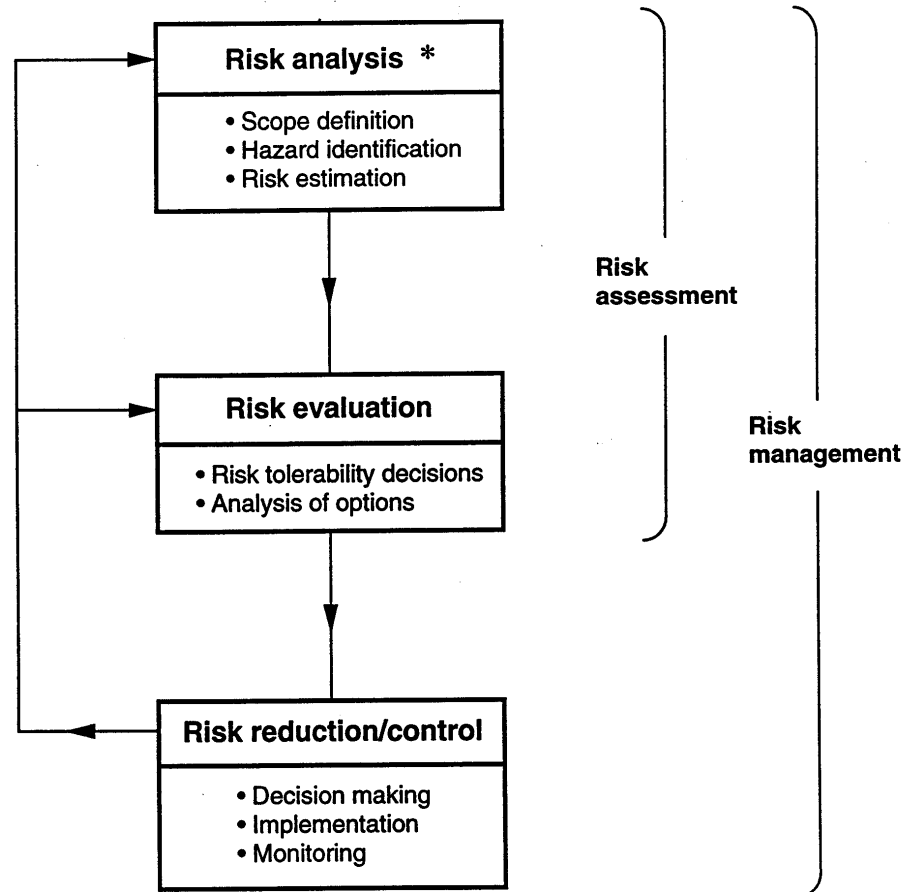 Risk analysis *
• Scope definition
• Hazard identification
• Risk estimation
Risk
assessment
Risk evaluation
• Risk tolerability decisions
• Analysis of options
Risk
management
Risk reduction/control
• Decision making
• Implementation
• Monitoring